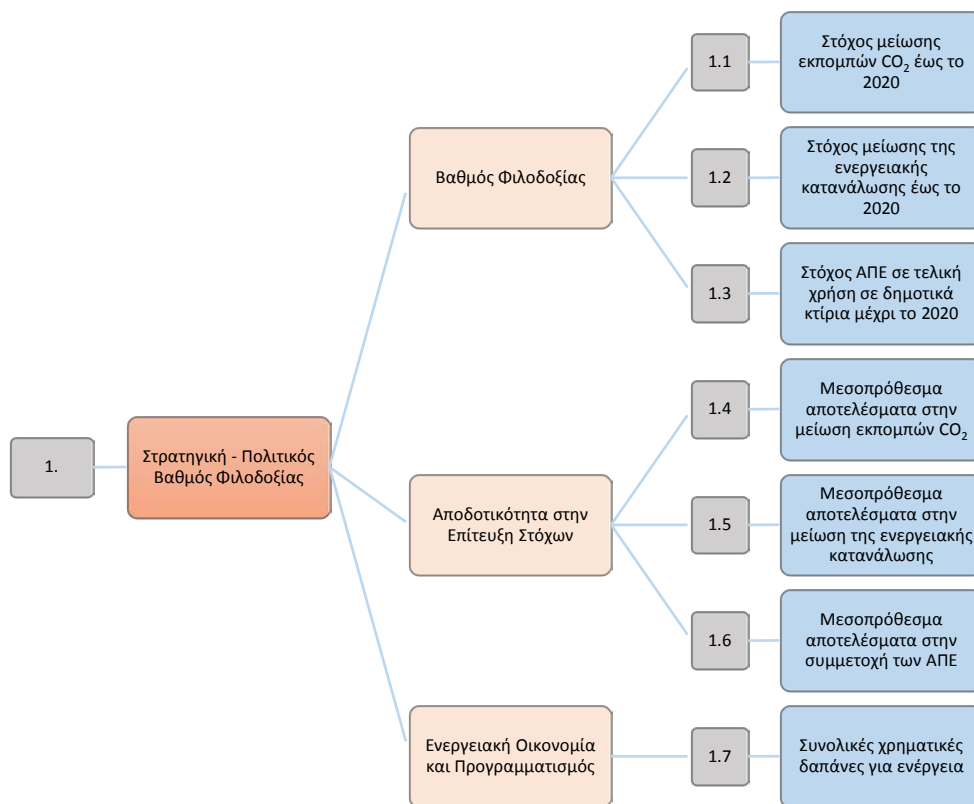 1.
Στρατηγική - Πολιτικός
Βαθμός Φιλοδοξίας
Βαθμός Φιλοδοξίας
1.1
Στόχος μείωσης
εκπομπών CO₂ έως το
2020
1.2
Στόχος μείωσης της
ενεργειακής
κατανάλωσης έως το
2020
1.3
Στόχος ΑΠΕ σε τελική
χρήση σε δημοτικά
κτίρια μέχρι το 2020
Αποδοτικότητα στην
Επίτευξη Στόχων
1.4
Μεσοπρόθεσμα
αποτελέσματα στην
μείωση εκπομπών CO₂
1.5
Μεσοπρόθεσμα
αποτελέσματα στην
μείωση της ενεργειακής
κατανάλωσης
1.6
Μεσοπρόθεσμα
αποτελέσματα στην
συμμετοχή των ΑΠΕ
Ενεργειακή Οικονομία
και Προγραμματισμός
1.7
Συνολικές χρηματικές
δαπάνες για ενέργεια